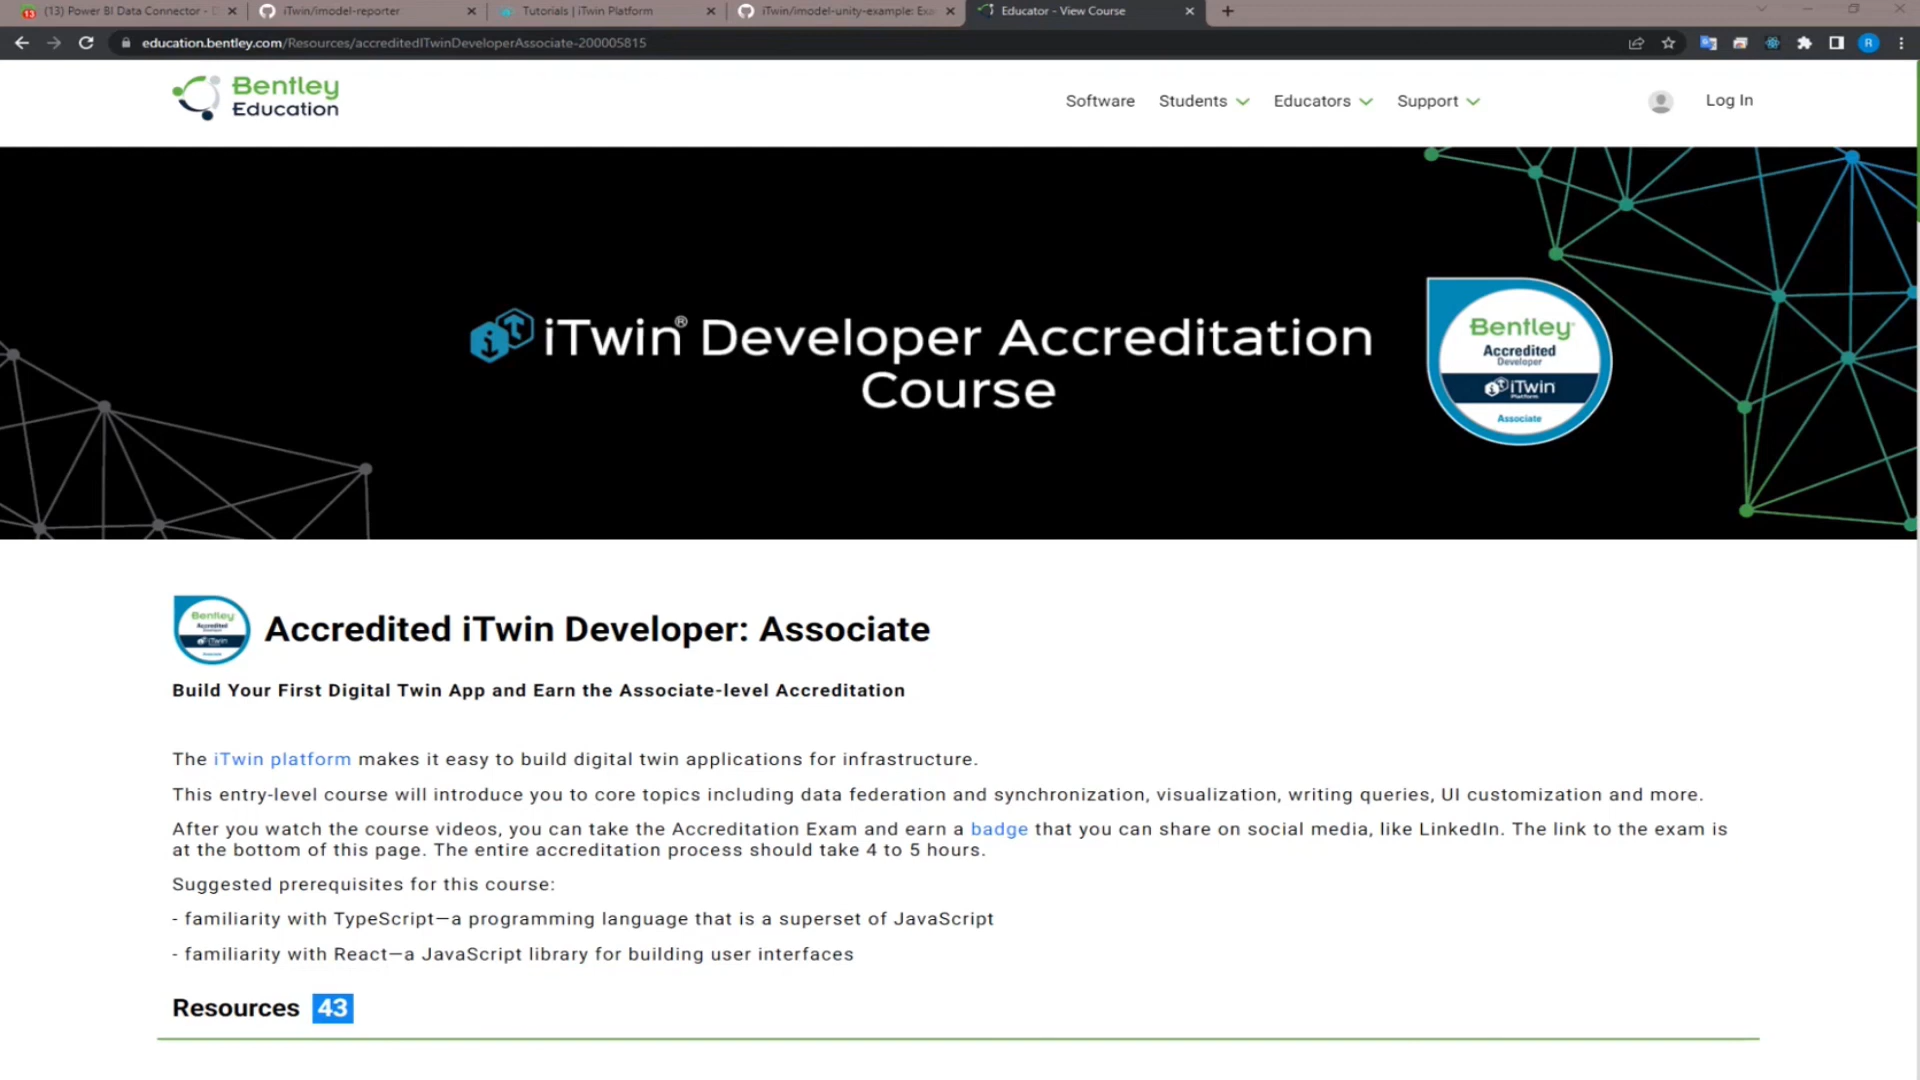 13 (13) Power BI Data Connector - D
iTwin/imodel-reporter
Tutorials | iTwin Platform
iTwin/imodel-unity-example: Exa
Educator - View Course
education.bentley.com/Resources/accreditedITwinDeveloperAssociate-200005815
R
Bentley
Education
Software
Students
Educators
Support
Log In
iTwin® Developer Accreditation
Course
Bentley®
Accredited
Developer
iTwin
Platform
Associate
Bentley
Accredited
Developer
iTwin
Associate
Accredited iTwin Developer: Associate
Build Your First Digital Twin App and Earn the Associate-level Accreditation
The iTwin platform makes it easy to build digital twin applications for infrastructure.
This entry-level course will introduce you to core topics including data federation and synchronization, visualization, writing queries, UI customization and more.
After you watch the course videos, you can take the Accreditation Exam and earn a badge that you can share on social media, like LinkedIn. The link to the exam is
at the bottom of this page. The entire accreditation process should take 4 to 5 hours.
Suggested prerequisites for this course:
- familiarity with TypeScript—a programming language that is a superset of JavaScript
- familiarity with React—a JavaScript library for building user interfaces
Resources 43